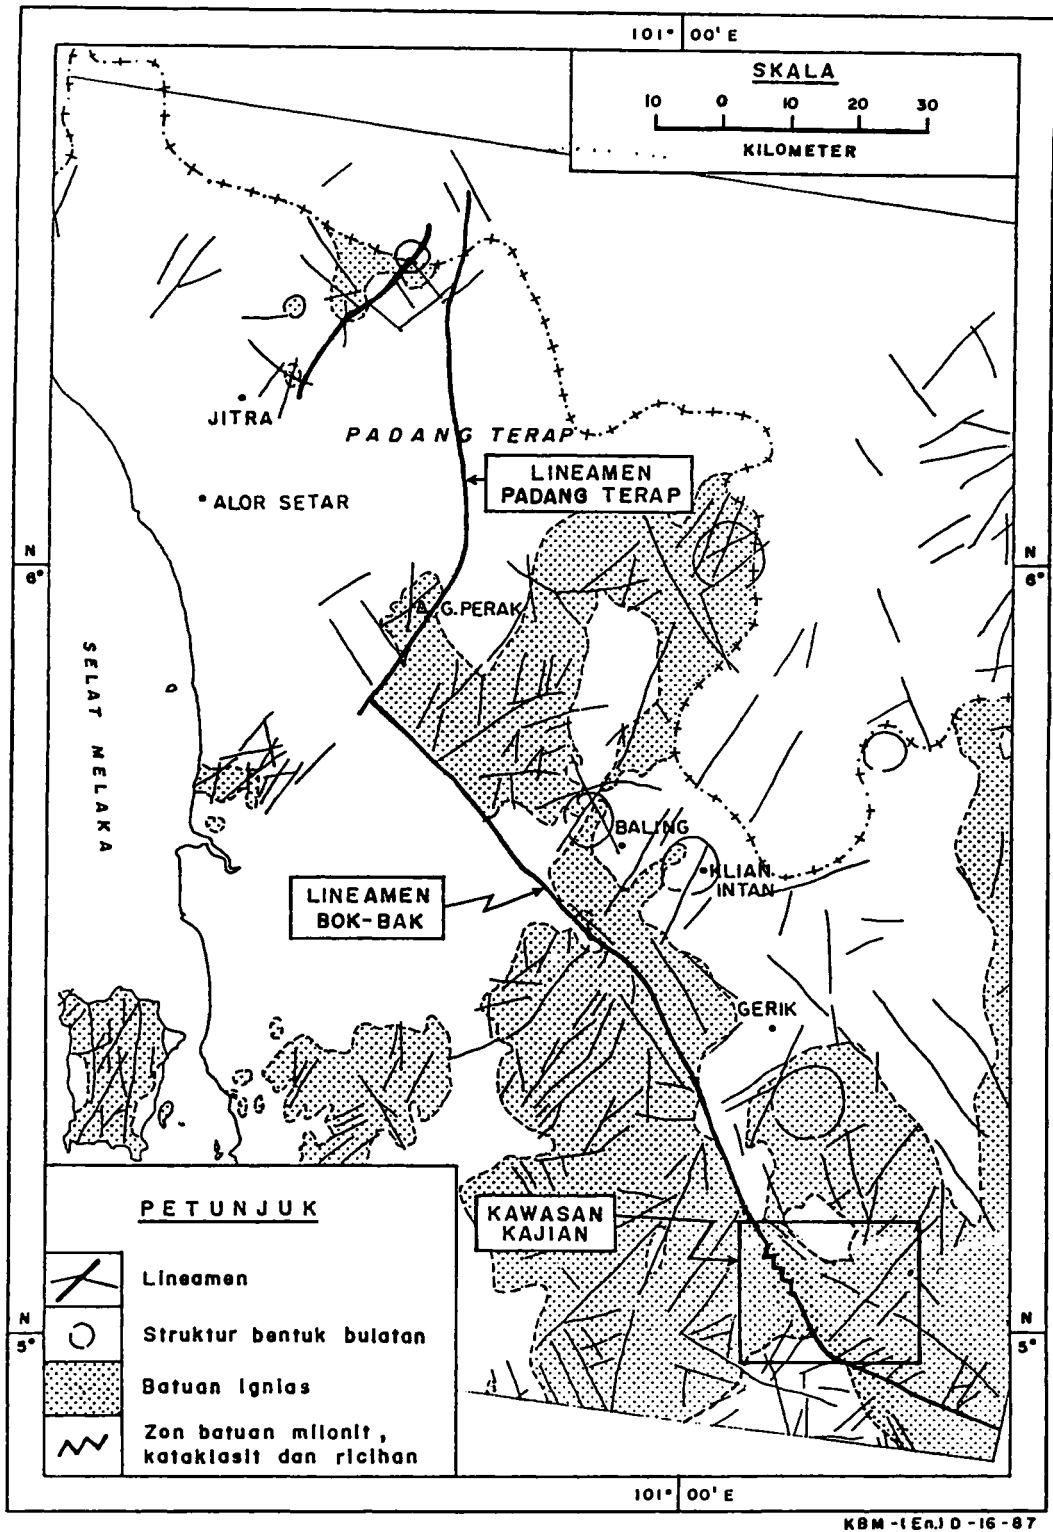 101° 00' E
SKALA
10 0 10 20 30
KILOMETER
JITRA
PADANG TERAP
LINEAMEN
PADANG TERAP
ALOR SETAR
N
6°
N
6°
G. PERAK
SELAT MELAKA
BALING
KLIAN
INTAN
LINEAMEN
BOK-BAK
GERIK
KAWASAN
KAJIAN
PETUNJUK
Lineamen
Struktur bentuk bulatan
Batuan Ignias
Zon batuan milonit,
kataklasit dan ricihan
N
5°
N
5°
101° 00' E
KBM-(En.) D-16-87